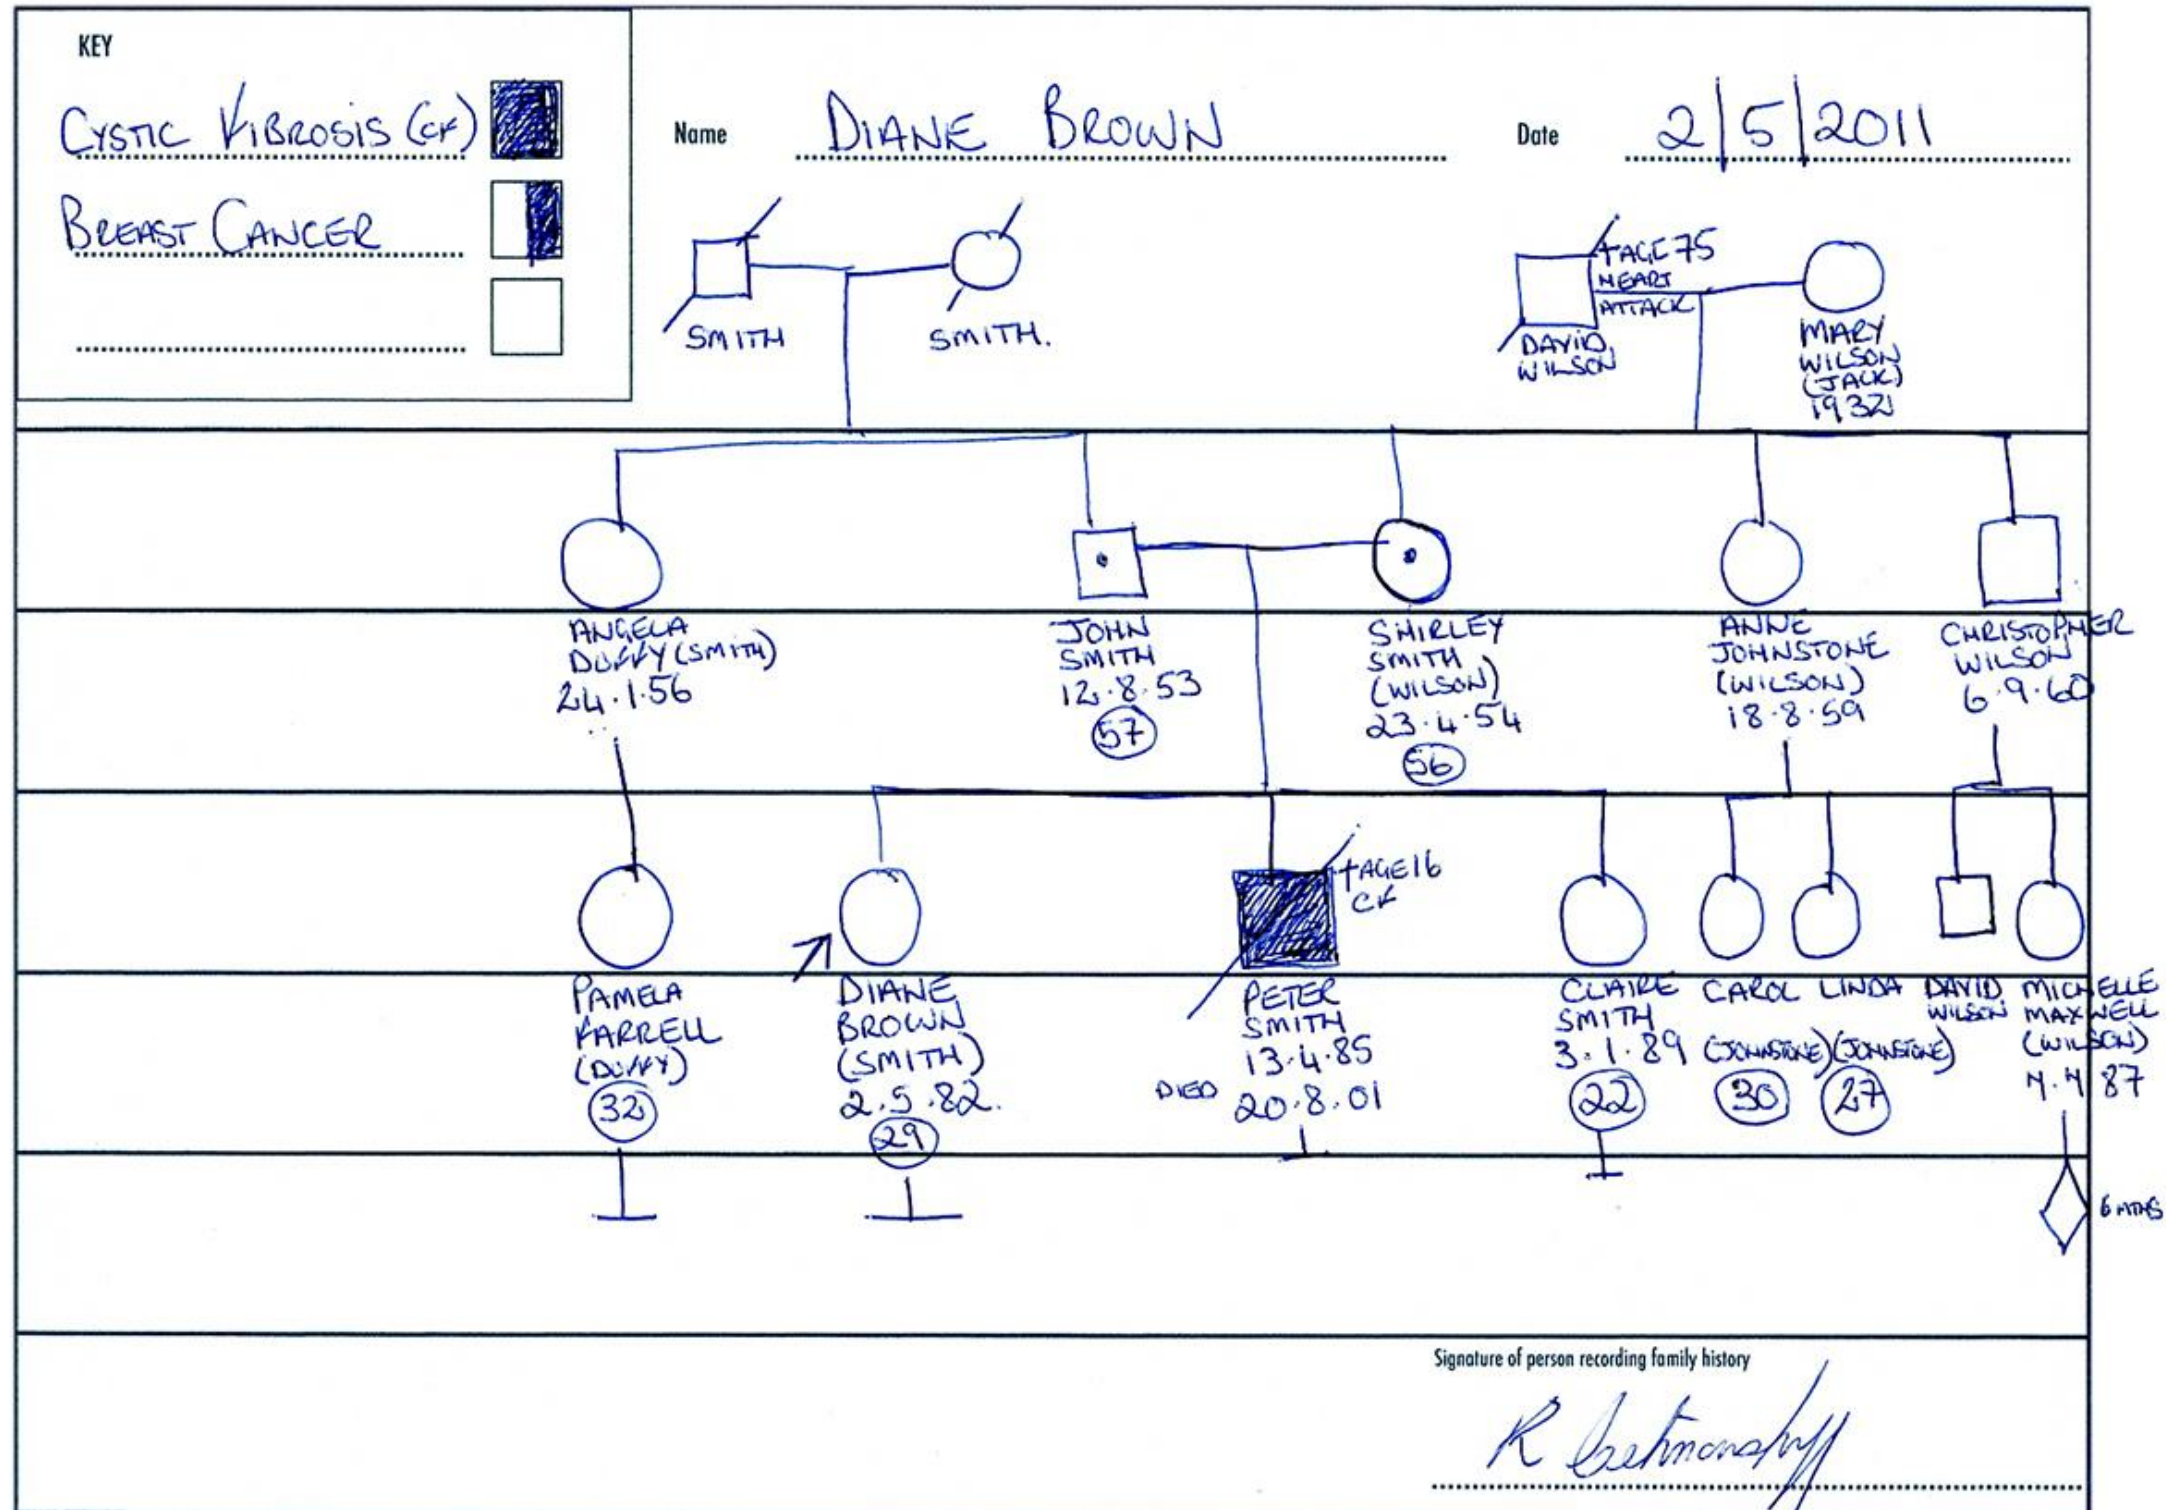 KEY
CYSTIC FIBROSIS (CF)
BREAST CANCER
Name DIANE BROWN
Date 2/5/2011
SMITH
SMITH.
† AGE 75
HEART
ATTACK
DAVID
WILSON
MARY
WILSON
(JACK)
1932
ANGELA
DUFFY (SMITH)
24.1.56
JOHN
SMITH
12.8.53
57
SHIRLEY
SMITH
(WILSON)
23.4.54
56
ANNE
JOHNSTONE
(WILSON)
18.8.59
CHRISTOPHER
WILSON
6.9.60
† AGE 16
CF
PAMELA
FARRELL
(DUFFY)
32
DIANE
BROWN
(SMITH)
2.5.82.
29
PETER
SMITH
13.4.85
DIED 20.8.01
CLAIRE
SMITH
3.1.89
22
CAROL
(JOHNSTONE)
30
LINDA
(JOHNSTONE)
27
DAVID
WILSON
MICHELLE
MAXWELL
(WILSON)
4.4.87
6 MTHS
Signature of person recording family history
R